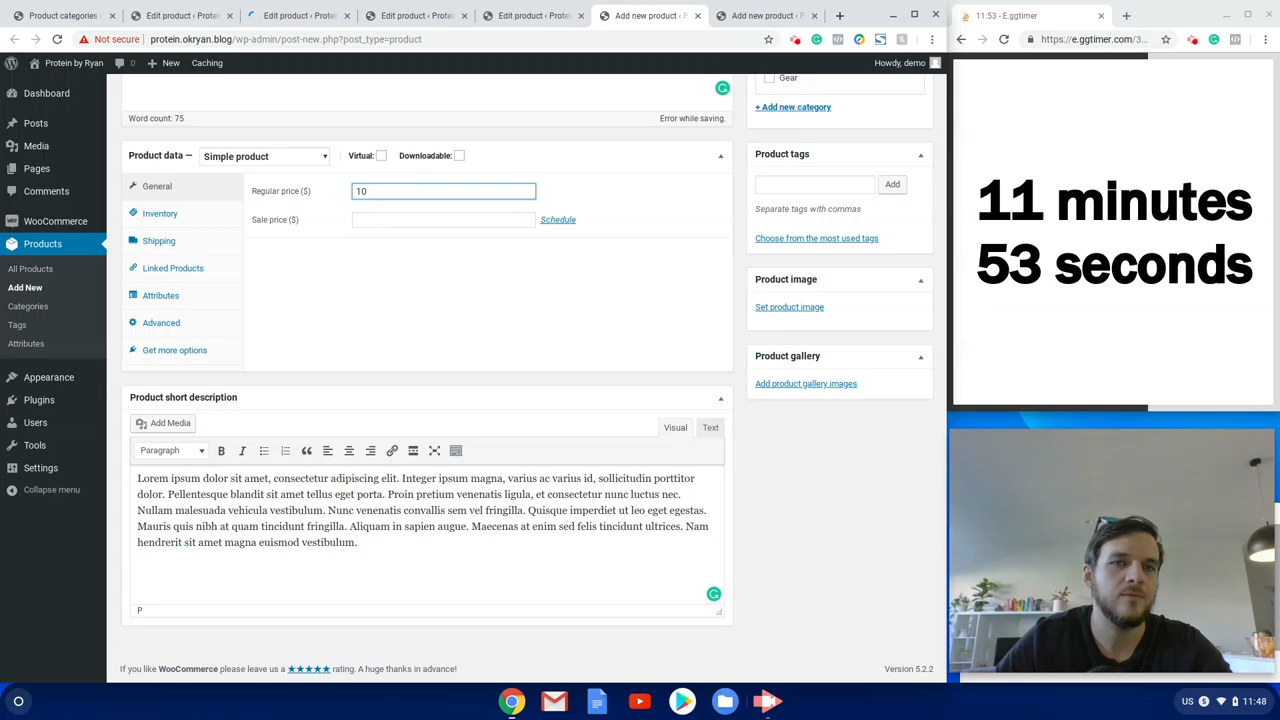 Product categories ‹
Edit product ‹ Protein
Edit product ‹ Protein
Edit product ‹ Protein
Edit product ‹ Protein
Add new product ‹ P
Add new product ‹
11:53 - E.ggtimer
Not secure
protein.okryan.blog/wp-admin/post-new.php?post_type=product
https://e.ggtimer.com/3...
Protein by Ryan
0
New
Caching
Howdy, demo
Dashboard
Posts
Media
Pages
Comments
WooCommerce
Products
All Products
Add New
Categories
Tags
Attributes
Appearance
Plugins
Users
Tools
Settings
Collapse menu
Word count: 75
Error while saving.
Product data —
Simple product
Virtual:
Downloadable:
General
Inventory
Shipping
Linked Products
Attributes
Advanced
Get more options
Regular price ($)
10
Sale price ($)
Schedule
Product short description
Add Media
Visual
Text
Paragraph
B
I
Lorem ipsum dolor sit amet, consectetur adipiscing elit. Integer ipsum magna, varius ac varius id, sollicitudin porttitor
dolor. Pellentesque blandit sit amet tellus eget porta. Proin pretium venenatis ligula, et consectetur nunc luctus nec.
Nullam malesuada vehicula vestibulum. Nunc venenatis convallis sem vel fringilla. Quisque imperdiet ut leo eget egestas.
Mauris quis nibh at quam tincidunt fringilla. Aliquam in sapien augue. Maecenas at enim sed felis tincidunt ultrices. Nam
hendrerit sit amet magna euismod vestibulum.
P
If you like WooCommerce please leave us a ★★★★★ rating. A huge thanks in advance!
Version 5.2.2
Gear
+ Add new category
Product tags
Add
Separate tags with commas
Choose from the most used tags
Product image
Set product image
Product gallery
Add product gallery images
11 minutes
53 seconds
US
11:48